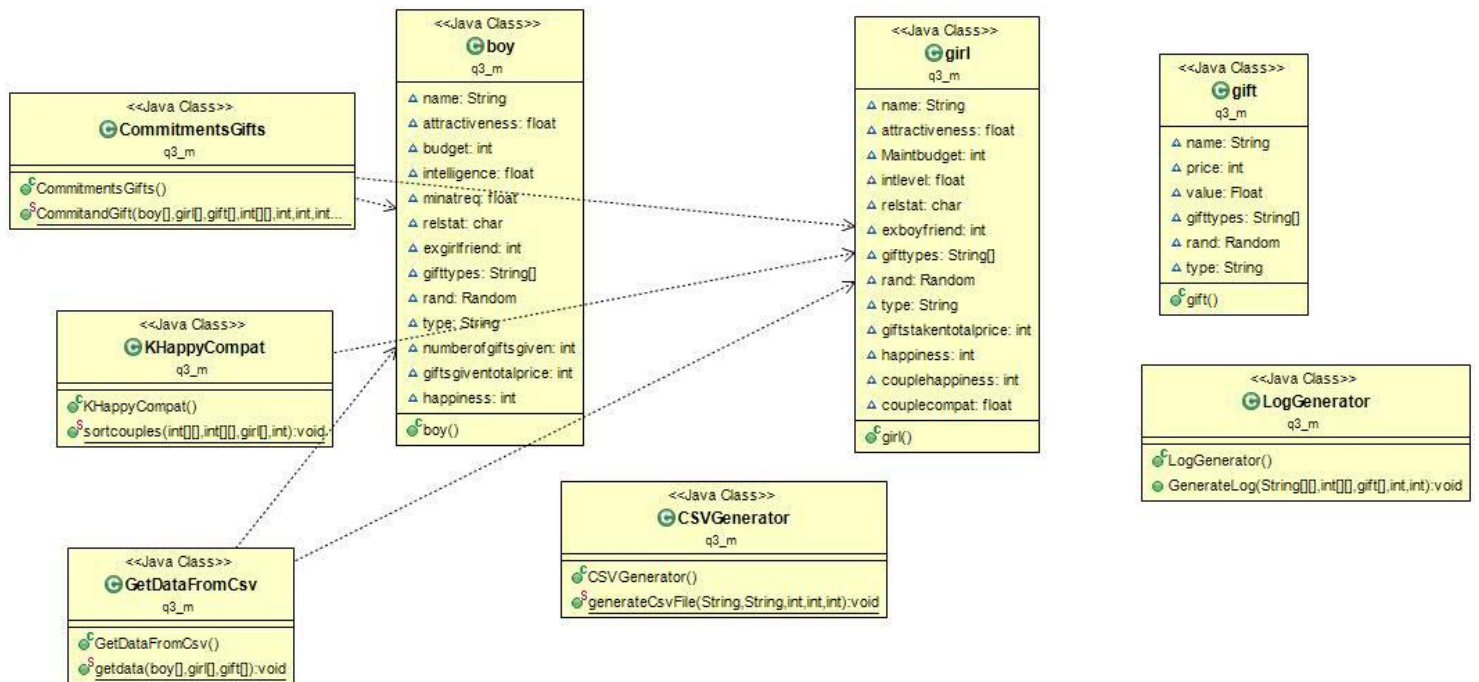 <<Java Class>>
CommitmentsGifts
q3_m
CommitmentsGifts()
CommitandGift(boy[],girl[],gift[],int[][],int,int,int...
<<Java Class>>
KHappyCompat
q3_m
KHappyCompat()
sortcouples(int[][],int[][],girl[],int):void
<<Java Class>>
GetDataFromCsv
q3_m
GetDataFromCsv()
getdata(boy[],girl[],gift[]):void
<<Java Class>>
boy
q3_m
name: String
attractiveness: float
budget: int
intelligence: float
minatreq: float
relstat: char
exgirlfriend: int
gifttypes: String[]
rand: Random
type: String
numberofgiftsgiven: int
giftsgiventotalprice: int
happiness: int
boy()
<<Java Class>>
CSVGenerator
q3_m
CSVGenerator()
generateCsvFile(String,String,int,int,int):void
<<Java Class>>
girl
q3_m
name: String
attractiveness: float
Maintbudget: int
intlevel: float
relstat: char
exboyfriend: int
gifttypes: String[]
rand: Random
type: String
giftstakentotalprice: int
happiness: int
couplehappiness: int
couplecompat: float
girl()
<<Java Class>>
gift
q3_m
name: String
price: int
value: Float
gifttypes: String[]
rand: Random
type: String
gift()
<<Java Class>>
LogGenerator
q3_m
LogGenerator()
GenerateLog(String[][],int[][],gift[],int,int):void